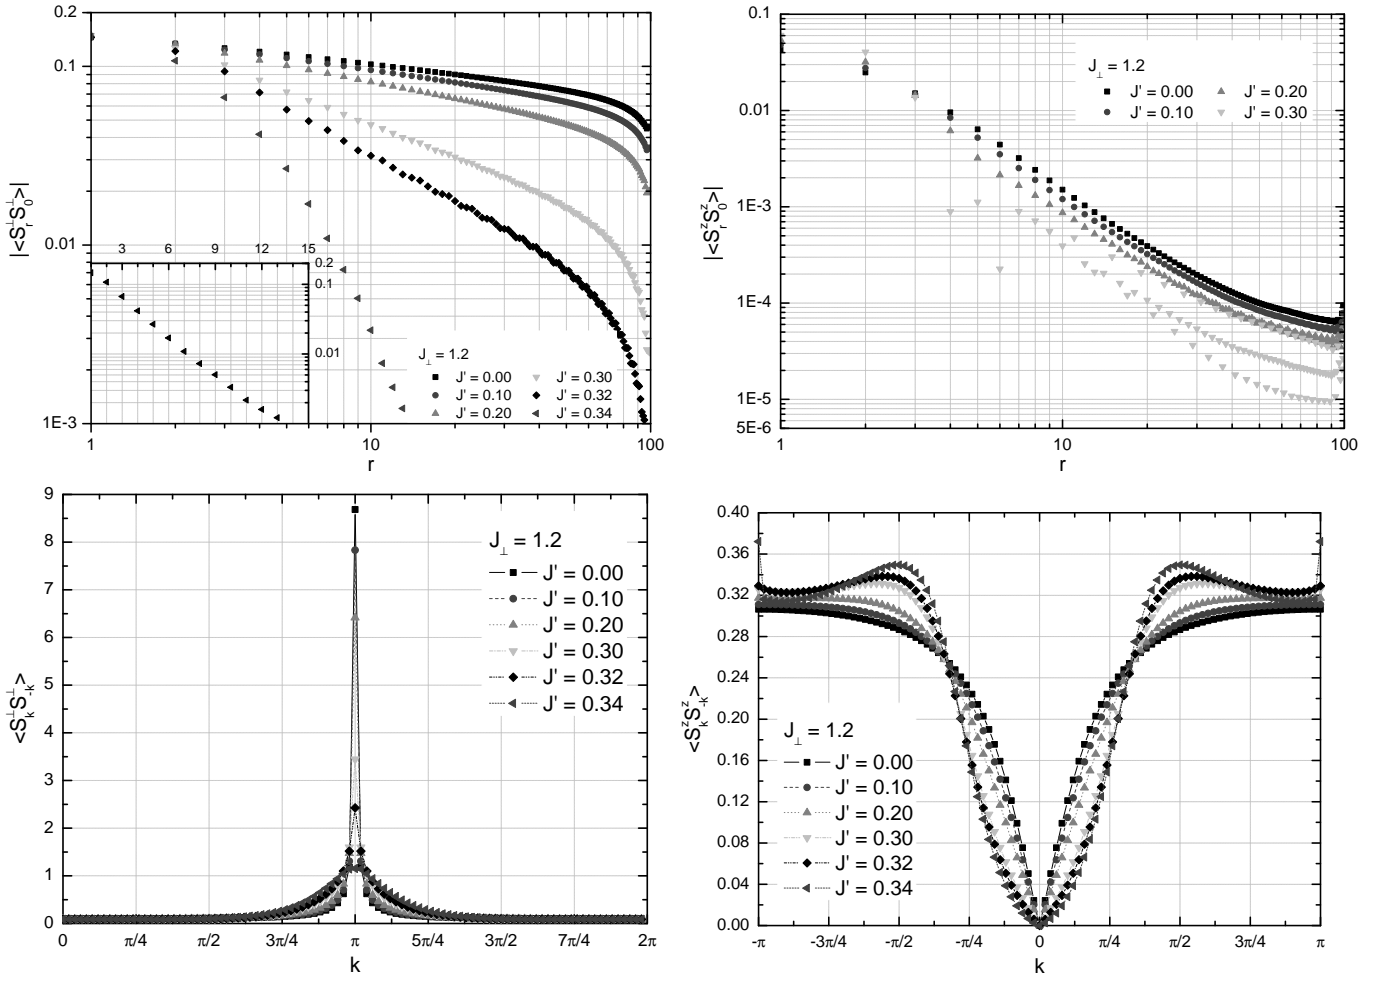 0.2
0.1
0.01
1E-3
|<S⊥r S⊥0>|
3 6 9 12 15
0.2
0.1
0.01
J⊥ = 1.2
J' = 0.00 J' = 0.30
J' = 0.10 J' = 0.32
J' = 0.20 J' = 0.34
1 10 100
r
0.1
0.01
1E-3
1E-4
1E-5
5E-6
|<Szr Sz0>|
J⊥ = 1.2
J' = 0.00 J' = 0.20
J' = 0.10 J' = 0.30
1 10 100
r
9
8
7
6
5
4
3
2
1
0
<S⊥k S⊥-k>
J⊥ = 1.2
J' = 0.00
J' = 0.10
J' = 0.20
J' = 0.30
J' = 0.32
J' = 0.34
0 π/4 π/2 3π/4 π 5π/4 3π/2 7π/4 2π
k
0.40
0.36
0.32
0.28
0.24
0.20
0.16
0.12
0.08
0.04
0.00
<Szk Sz-k>
J⊥ = 1.2
J' = 0.00
J' = 0.10
J' = 0.20
J' = 0.30
J' = 0.32
J' = 0.34
-π -3π/4 -π/2 -π/4 0 π/4 π/2 3π/4 π
k